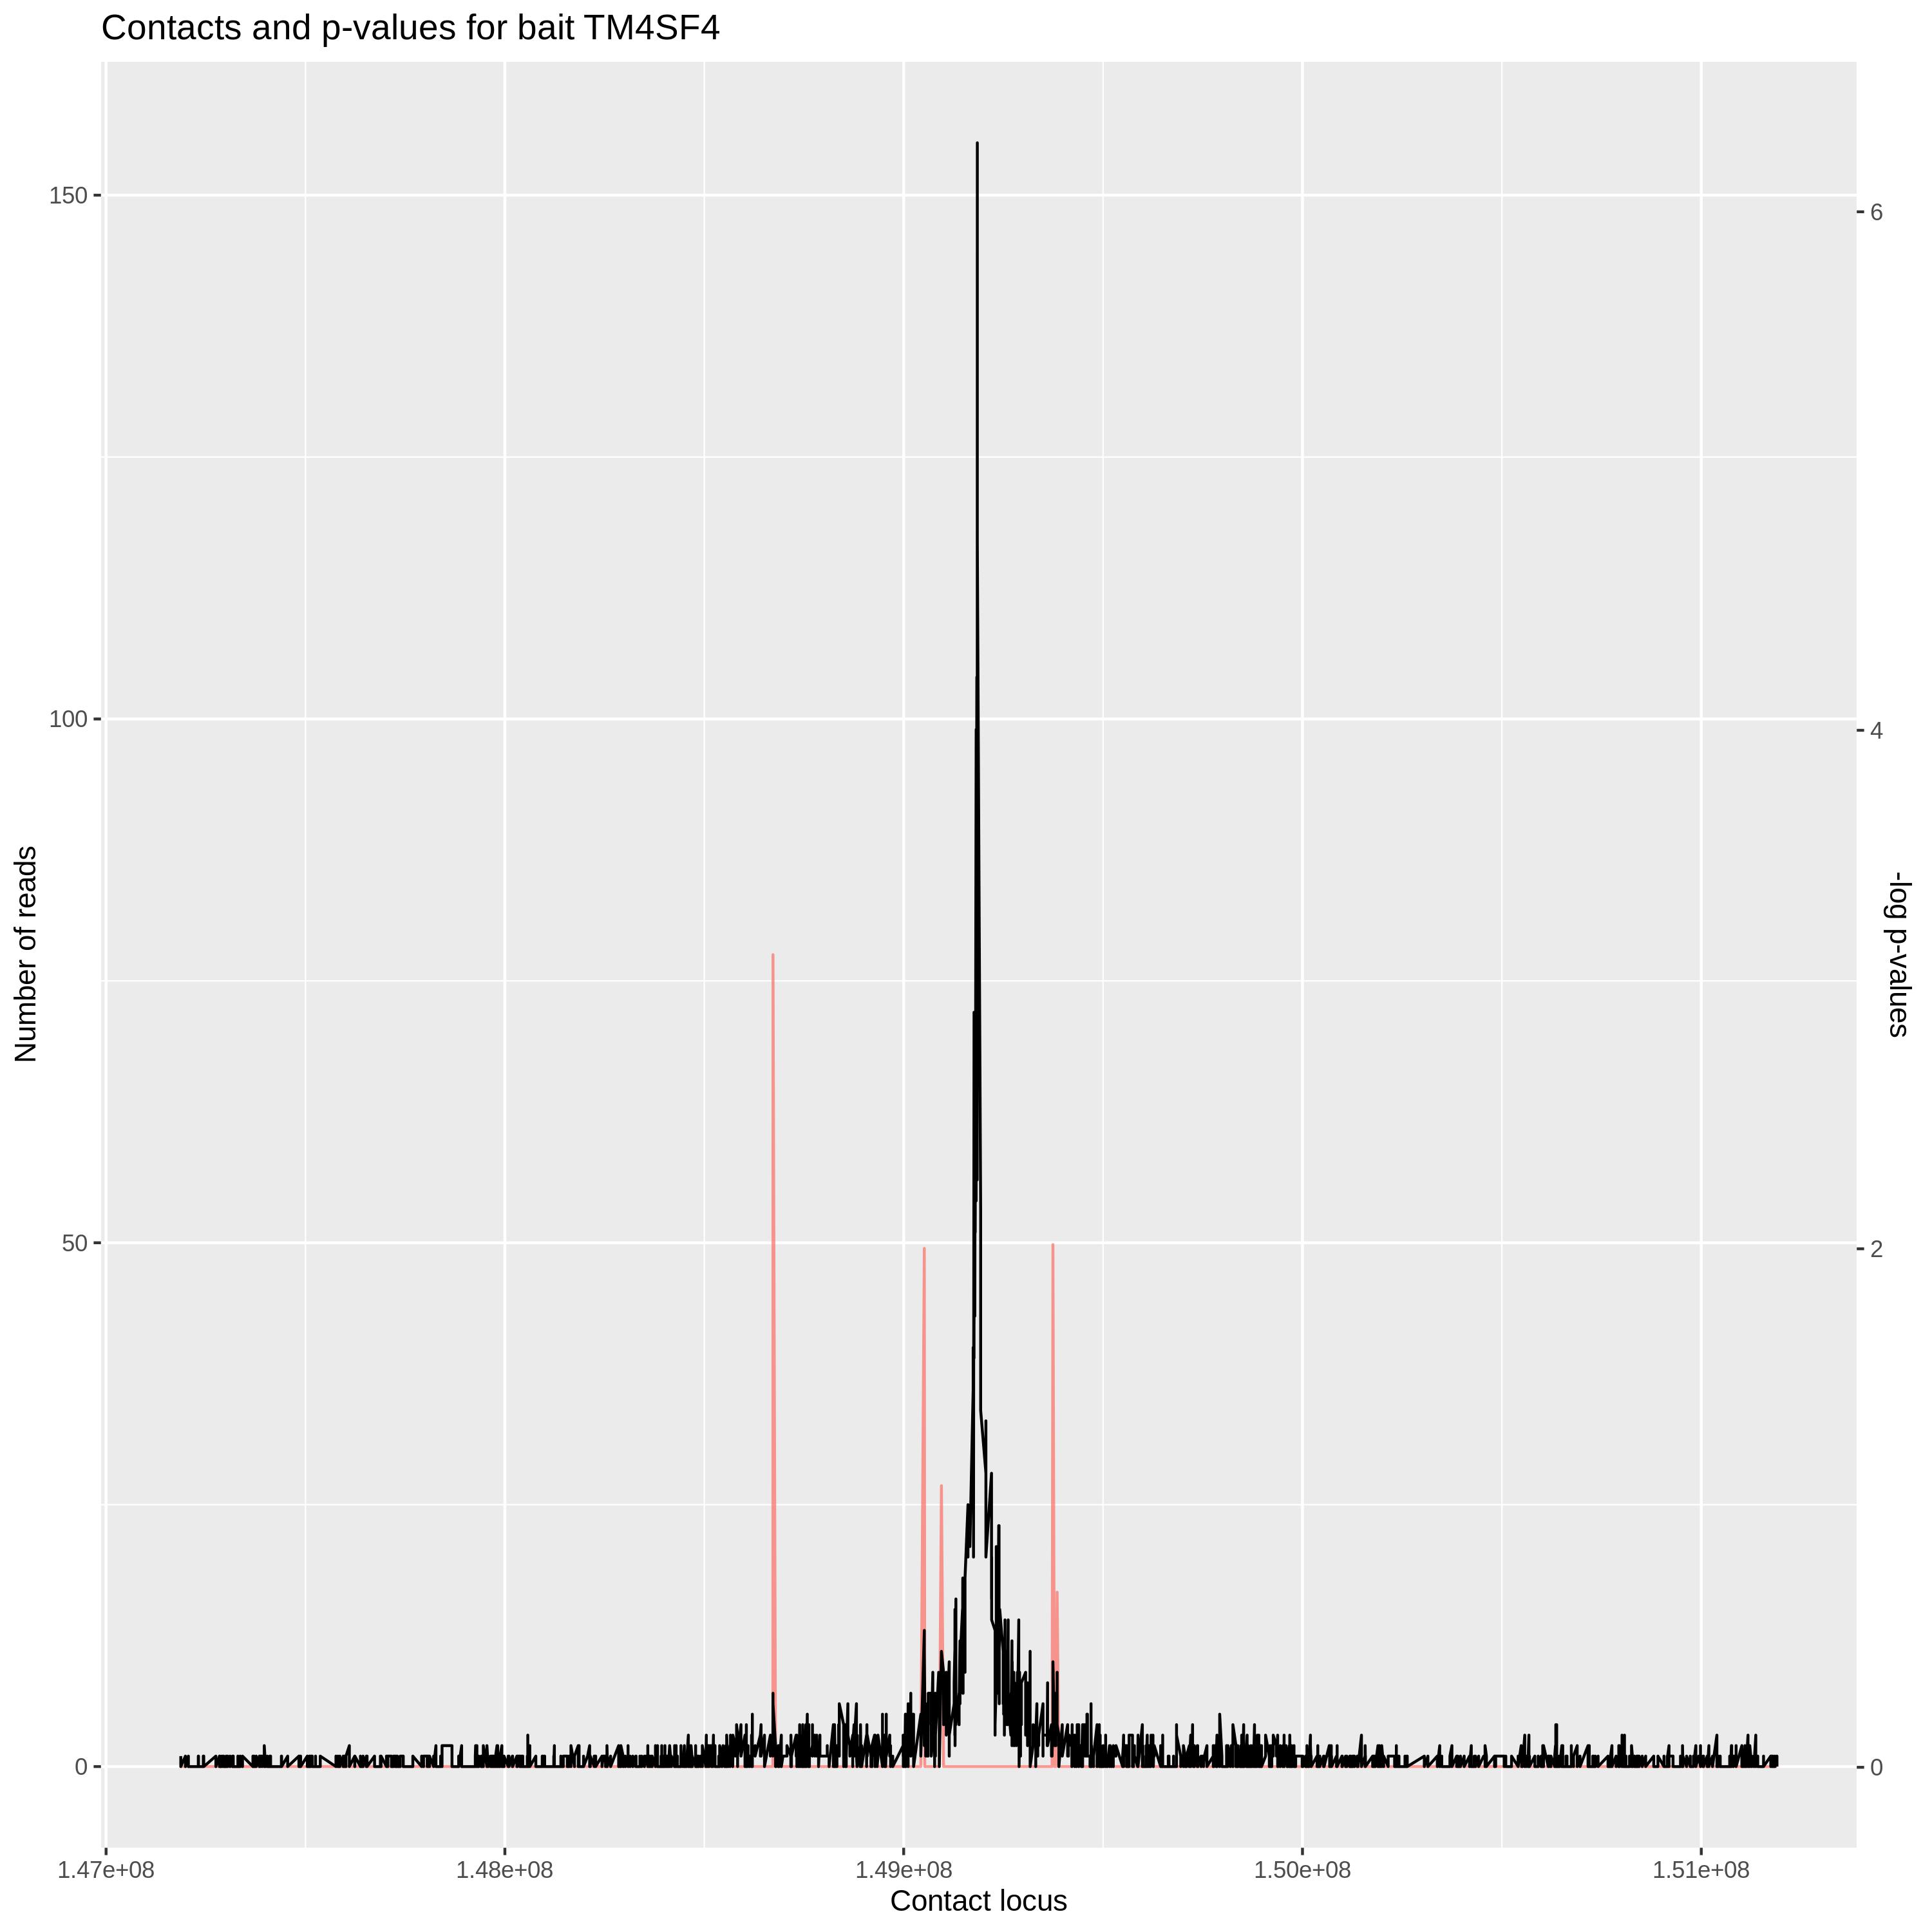 Contacts and p-values for bait TM4SF4
Number of reads
150
100
50
0
6
4
2
0
-log p-values
1.47e+08
1.48e+08
1.49e+08
1.50e+08
1.51e+08
Contact locus